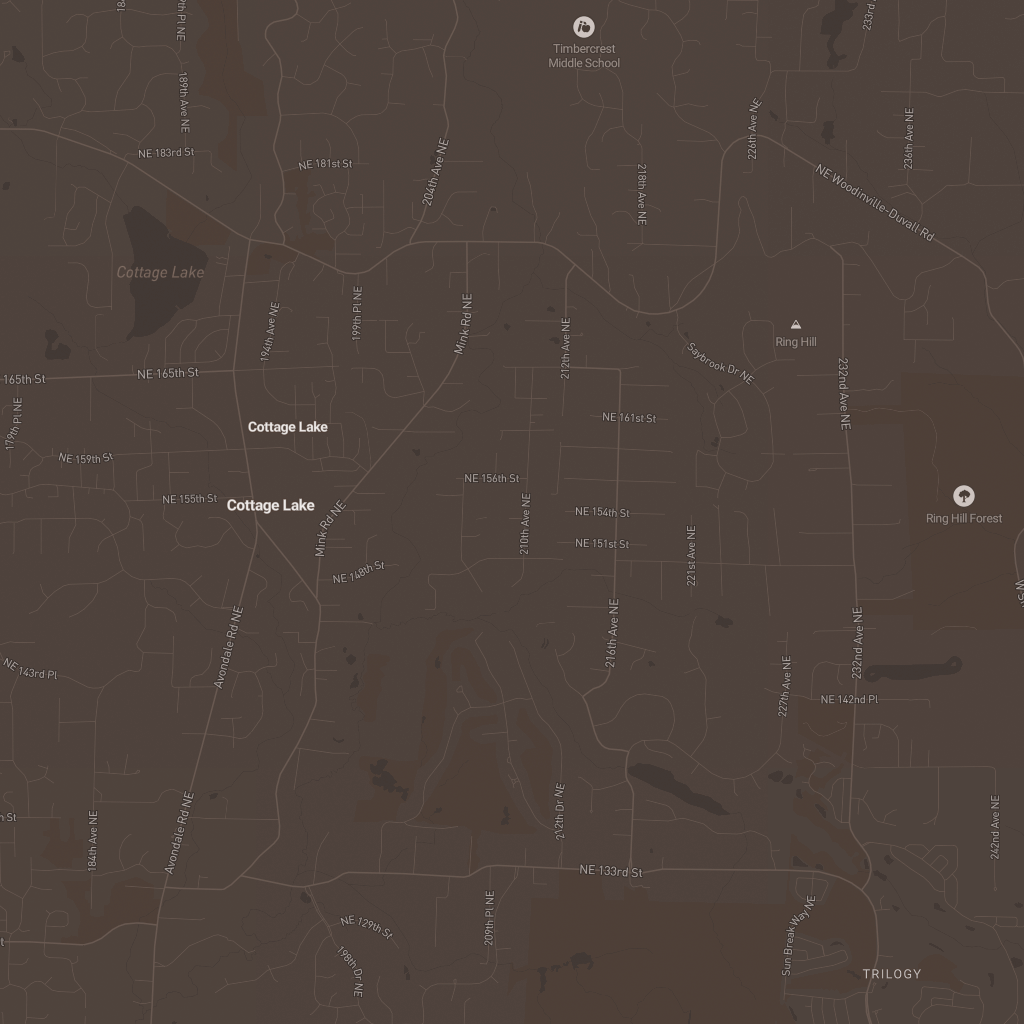 189th Ave NE
Timbercrest
Middle School
233rd
NE 183rd St
NE 181st St
204th Ave NE
218th Ave NE
226th Ave NE
236th Ave NE
NE Woodinville-Duvall Rd
Cottage Lake
194th Ave NE
199th Pl NE
Mink Rd NE
212th Ave NE
Saybrook Dr NE
Ring Hill
165th St
NE 165th St
232nd Ave NE
179th Pl NE
Cottage Lake
NE 161st St
NE 159th St
NE 156th St
NE 155th St
Cottage Lake
Mink Rd NE
210th Ave NE
NE 154th St
NE 151st St
221st Ave NE
Ring Hill Forest
NE 148th St
Avondale Rd NE
216th Ave NE
232nd Ave NE
NE 143rd Pl
227th Ave NE
NE 142nd Pl
212th Dr NE
Avondale Rd NE
184th Ave NE
242nd Ave NE
NE 133rd St
209th Pl NE
NE 129th St
198th Dr NE
Sun Break Way NE
TRILOGY